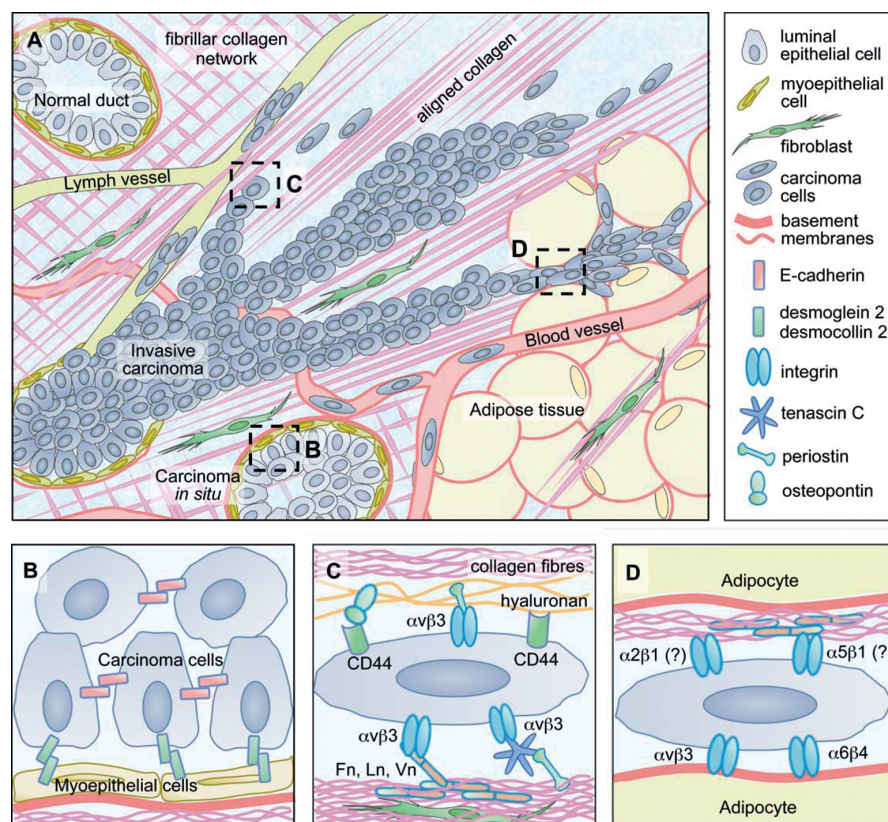 A
fibrillar collagen
network
Normal duct
aligned collagen
Lymph vessel
C
D
Invasive
carcinoma
Blood vessel
Adipose tissue
B
Carcinoma
in situ
luminal
epithelial cell
myoepithelial
cell
fibroblast
carcinoma
cells
basement
membranes
E-cadherin
desmoglein 2
desmocollin 2
integrin
tenascin C
periostin
osteopontin
B
Carcinoma cells
Myoepithelial cells
C
collagen fibres
hyaluronan
αvβ3
CD44
CD44
αvβ3
αvβ3
Fn, Ln, Vn
D
Adipocyte
α2β1 (?)
α5β1 (?)
αvβ3
α6β4
Adipocyte